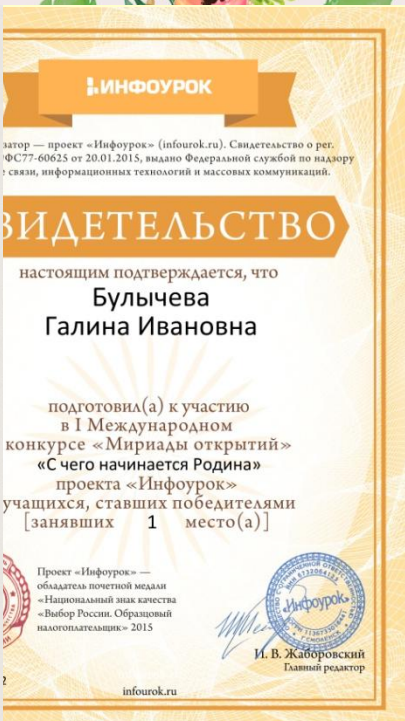 ИНФОУРОК
затор — проект «Инфоурок» (infourok.ru). Свидетельство о рег.
ФС77-60625 от 20.01.2015, выдано Федеральной службой по надзору
связи, информационных технологий и массовых коммуникаций.
ВИДЕТЕЛЬСТВО
настоящим подтверждается, что
Булычева
Галина Ивановна
подготовил(а) к участию
в I Международном
конкурсе «Мириады открытий»
«С чего начинается Родина»
проекта «Инфоурок»
учащихся, ставших победителями
[занявших 1 место(а)]
Проект «Инфоурок» —
обладатель почетной медали
«Национальный знак качества
«Выбор России. Образцовый
налогоплательщик» 2015
«Инфоурок»
И. В. Жаборовский
Главный редактор
2
infourok.ru